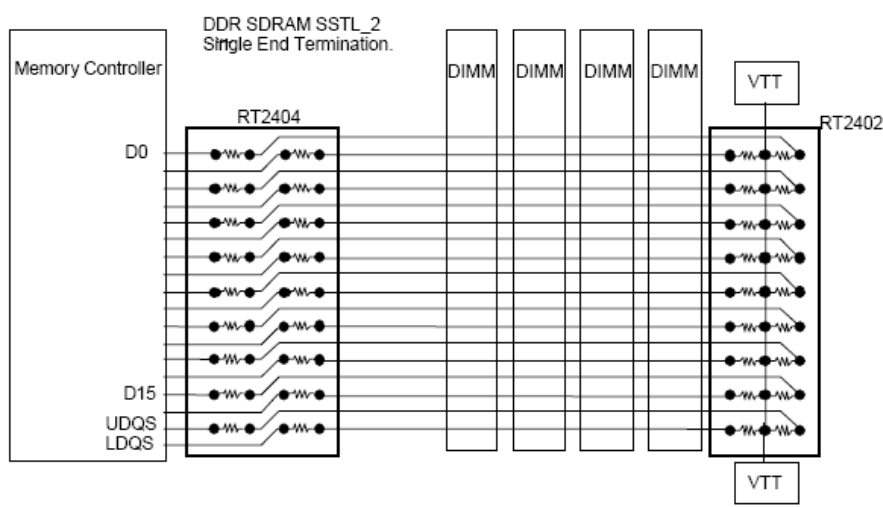 DDR SDRAM SSTL_2
Single End Termination.
Memory Controller
DIMM
DIMM
DIMM
DIMM
VTT
RT2404
RT2402
D0
D15
UDQS
LDQS
VTT